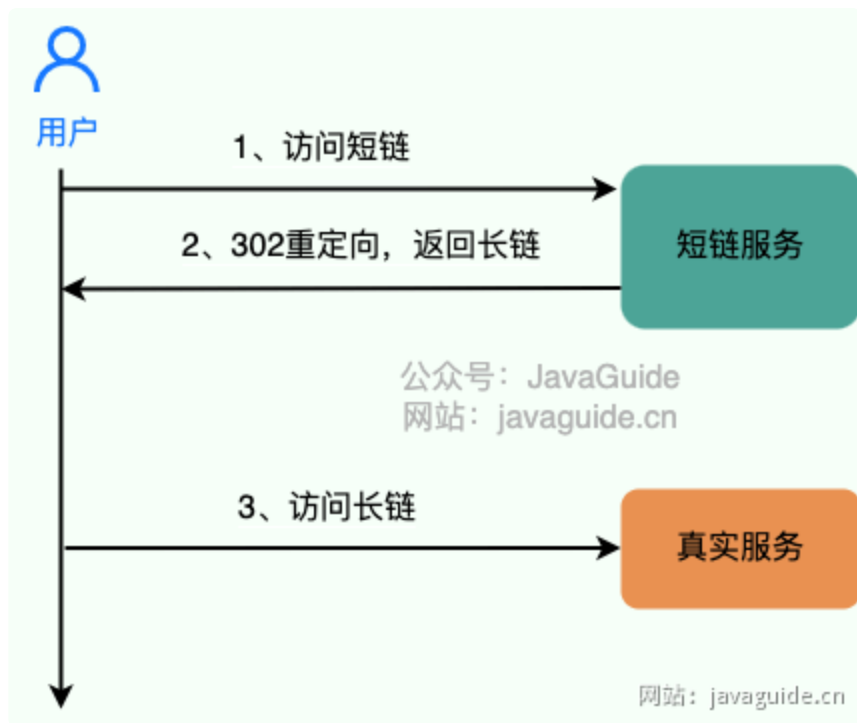 用户
1、访问短链
2、302重定向，返回长链
短链服务
公众号：JavaGuide
网站：javaguide.cn
3、访问长链
真实服务
网站：javaguide.cn